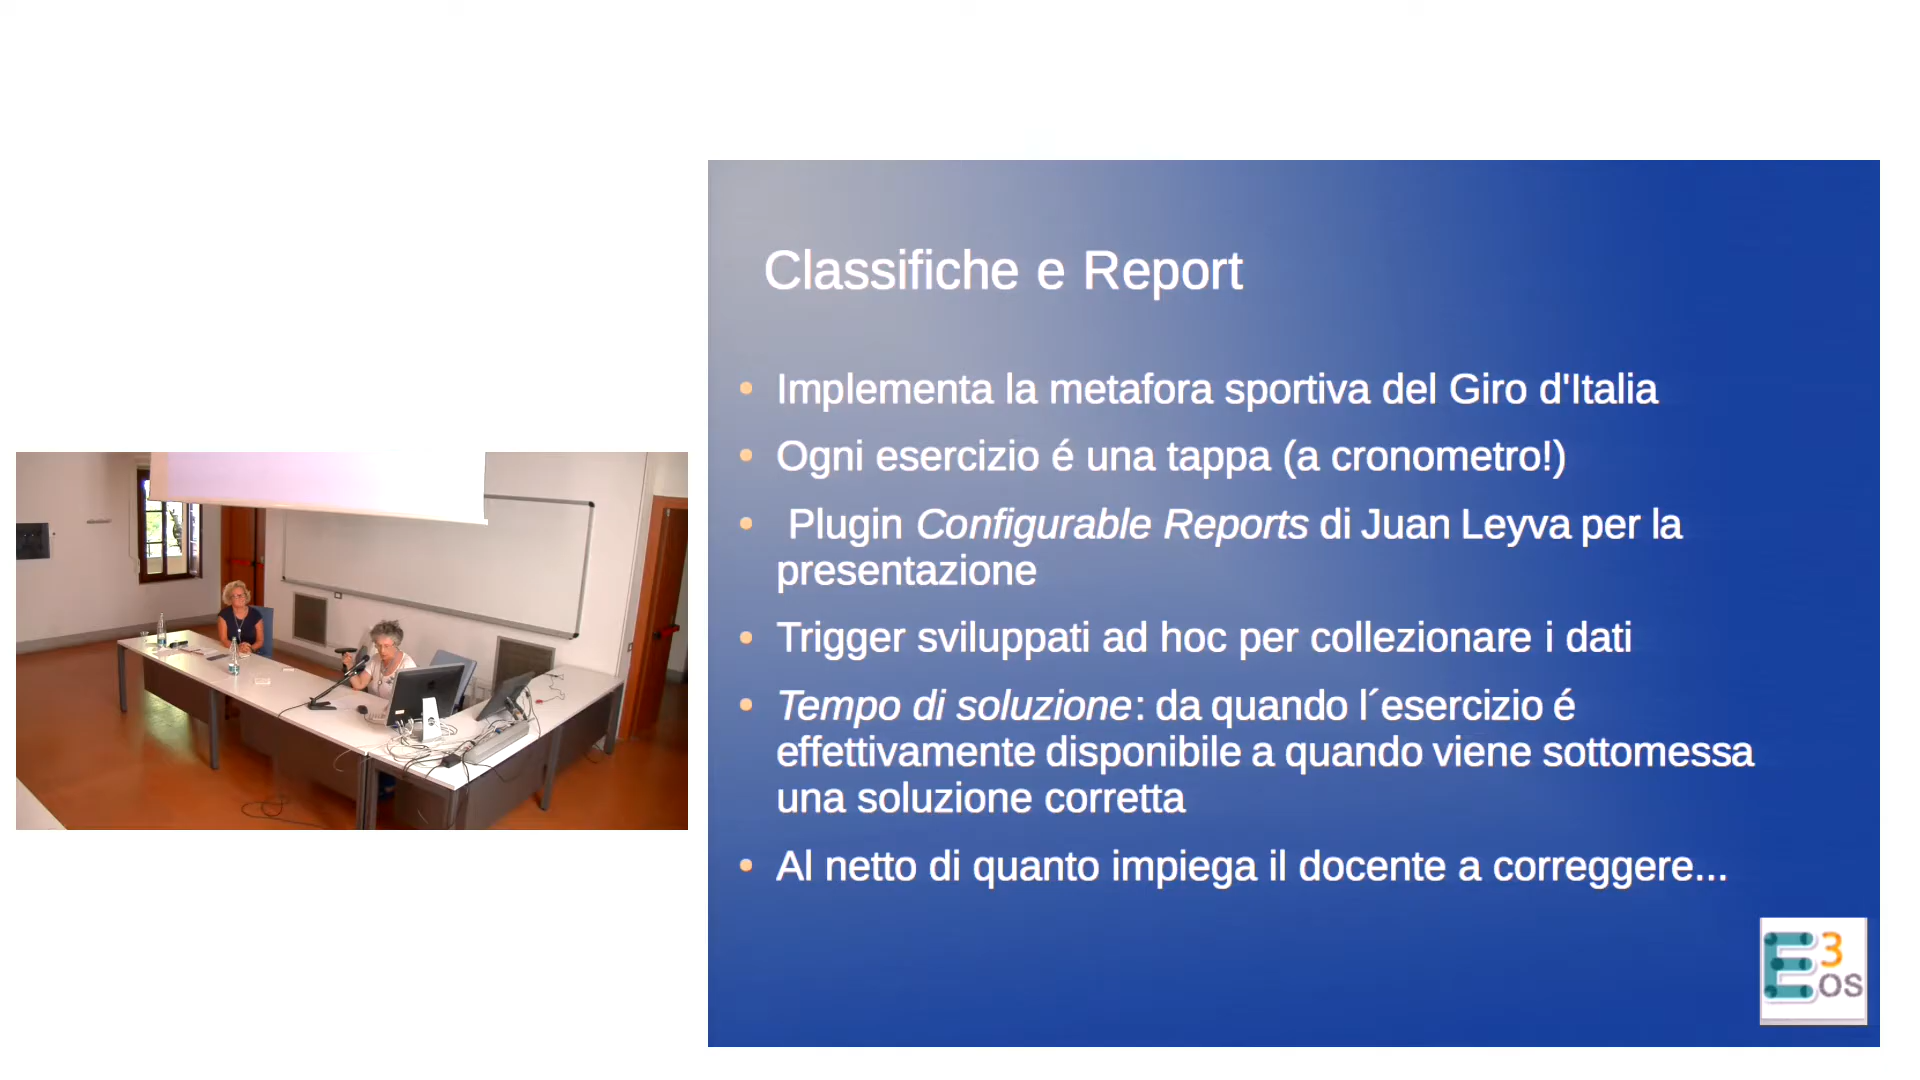 Classifiche e Report
Implementa la metafora sportiva del Giro d'Italia
Ogni esercizio é una tappa (a cronometro!)
Plugin Configurable Reports di Juan Leyva per la
presentazione
Trigger sviluppati ad hoc per collezionare i dati
Tempo di soluzione: da quando l´esercizio é
effettivamente disponibile a quando viene sottomessa
una soluzione corretta
Al netto di quanto impiega il docente a correggere...
E3
os